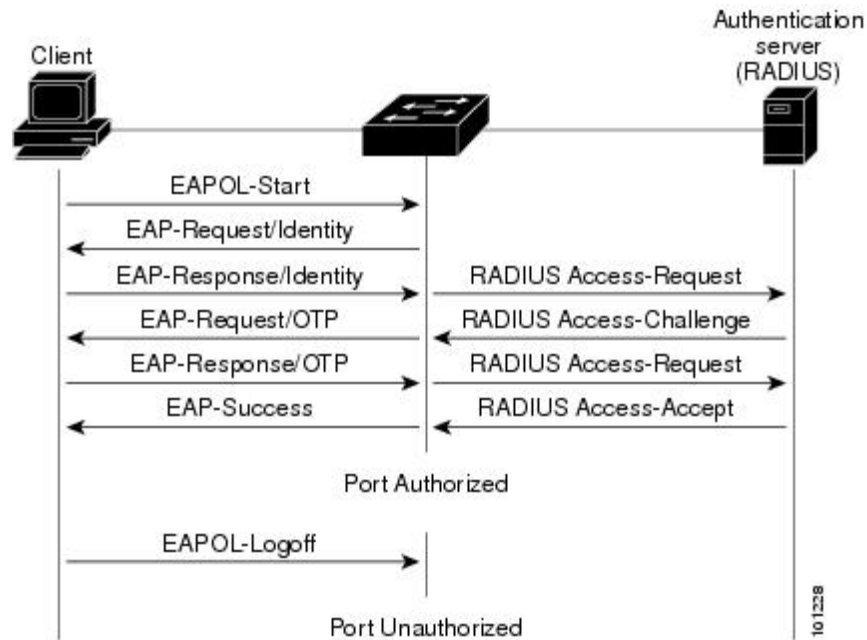 Client
Authentication
server
(RADIUS)
EAPOL-Start
EAP-Request/Identity
EAP-Response/Identity
RADIUS Access-Request
EAP-Request/OTP
RADIUS Access-Challenge
EAP-Response/OTP
RADIUS Access-Request
EAP-Success
RADIUS Access-Accept
Port Authorized
EAPOL-Logoff
Port Unauthorized
101228